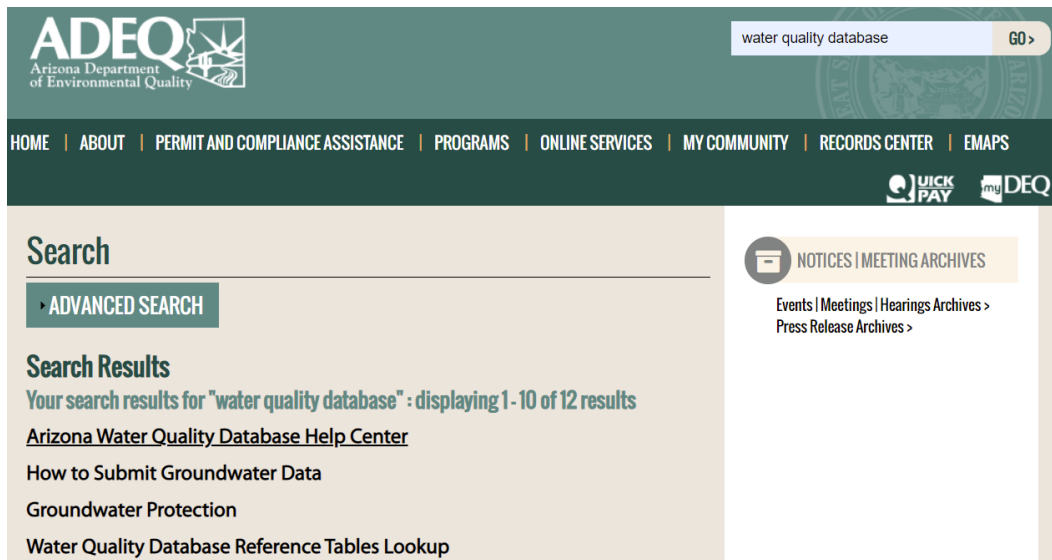 ADEQ
Arizona Department
of Environmental Quality
water quality database
GO >
HOME | ABOUT | PERMIT AND COMPLIANCE ASSISTANCE | PROGRAMS | ONLINE SERVICES | MY COMMUNITY | RECORDS CENTER | EMAPS
QUICK PAY
myDEQ
Search
ADVANCED SEARCH
Search Results
Your search results for "water quality database" : displaying 1 - 10 of 12 results
Arizona Water Quality Database Help Center
How to Submit Groundwater Data
Groundwater Protection
Water Quality Database Reference Tables Lookup
NOTICES | MEETING ARCHIVES
Events | Meetings | Hearings Archives >
Press Release Archives >